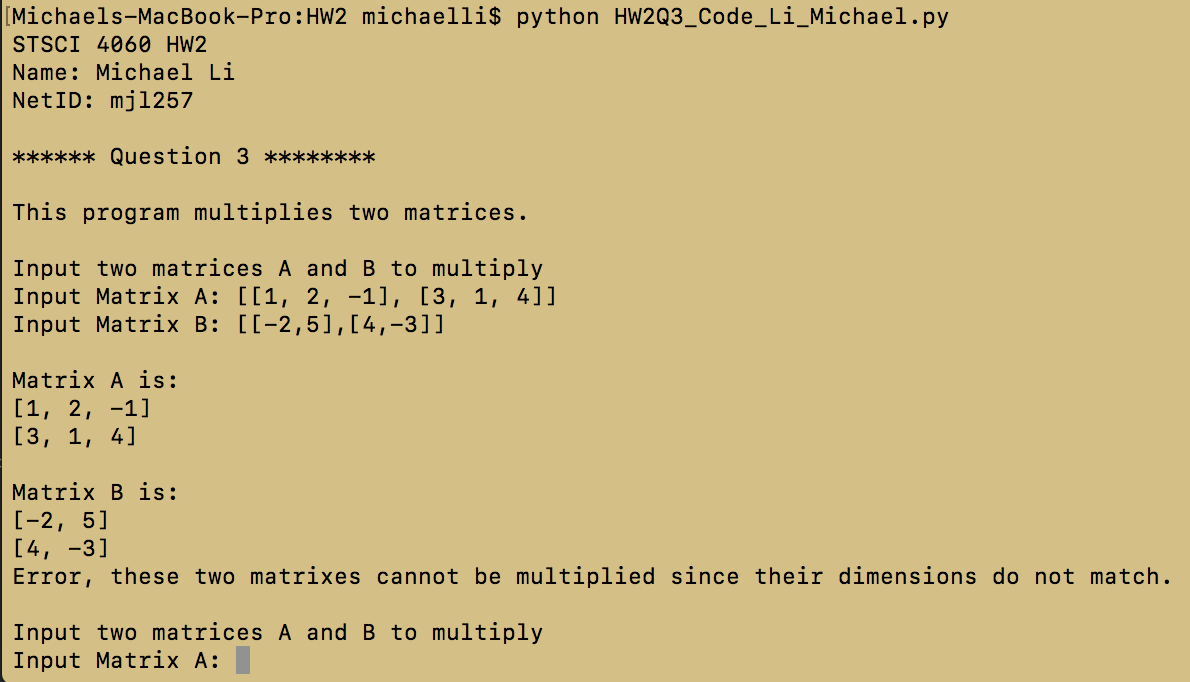 [Michaels-MacBook-Pro:HW2 michaelli$ python HW2Q3_Code_Li_Michael.py
STSCI 4060 HW2
Name: Michael Li
NetID: mjl257
****** Question 3 ********
This program multiplies two matrices.
Input two matrices A and B to multiply
Input Matrix A: [[1, 2, -1], [3, 1, 4]]
Input Matrix B: [[-2,5],[4,-3]]
Matrix A is:
[1, 2, -1]
[3, 1, 4]
Matrix B is:
[-2, 5]
[4, -3]
Error, these two matrixes cannot be multiplied since their dimensions do not match.
Input two matrices A and B to multiply
Input Matrix A: